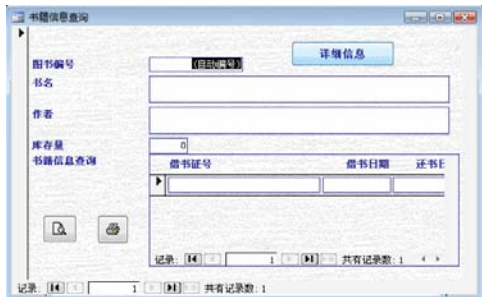 书籍信息查询
详细信息
图书编号 (自动编号)
书名
作者
库存量 0
书籍信息查询
借书证号 借书日期 还书日
记录: 1 共有记录数: 1
记录: 1 共有记录数: 1